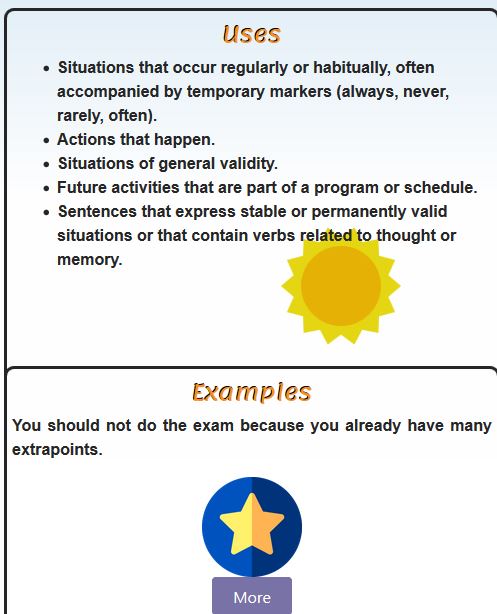 Uses
• Situations that occur regularly or habitually, often
accompanied by temporary markers (always, never,
rarely, often).
• Actions that happen.
• Situations of general validity.
• Future activities that are part of a program or schedule.
• Sentences that express stable or permanently valid
situations or that contain verbs related to thought or
memory.
Examples
You should not do the exam because you already have many
extrapoints.
More